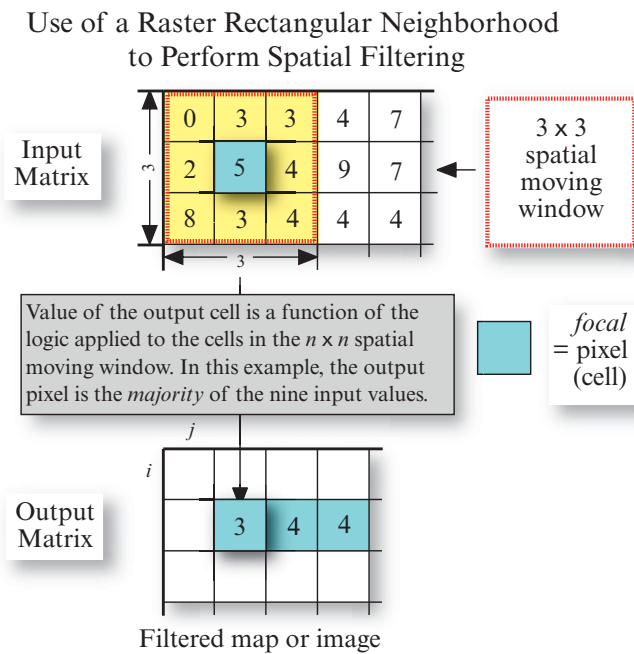 Use of a Raster Rectangular Neighborhood
to Perform Spatial Filtering
Input
Matrix
3
0 3 3 4 7
2 5 4 9 7
8 3 4 4 4
3
3 x 3
spatial
moving
window
Value of the output cell is a function of the
logic applied to the cells in the n x n spatial
moving window. In this example, the output
pixel is the majority of the nine input values.
focal
= pixel
(cell)
j
i
Output
Matrix
3 4 4
Filtered map or image